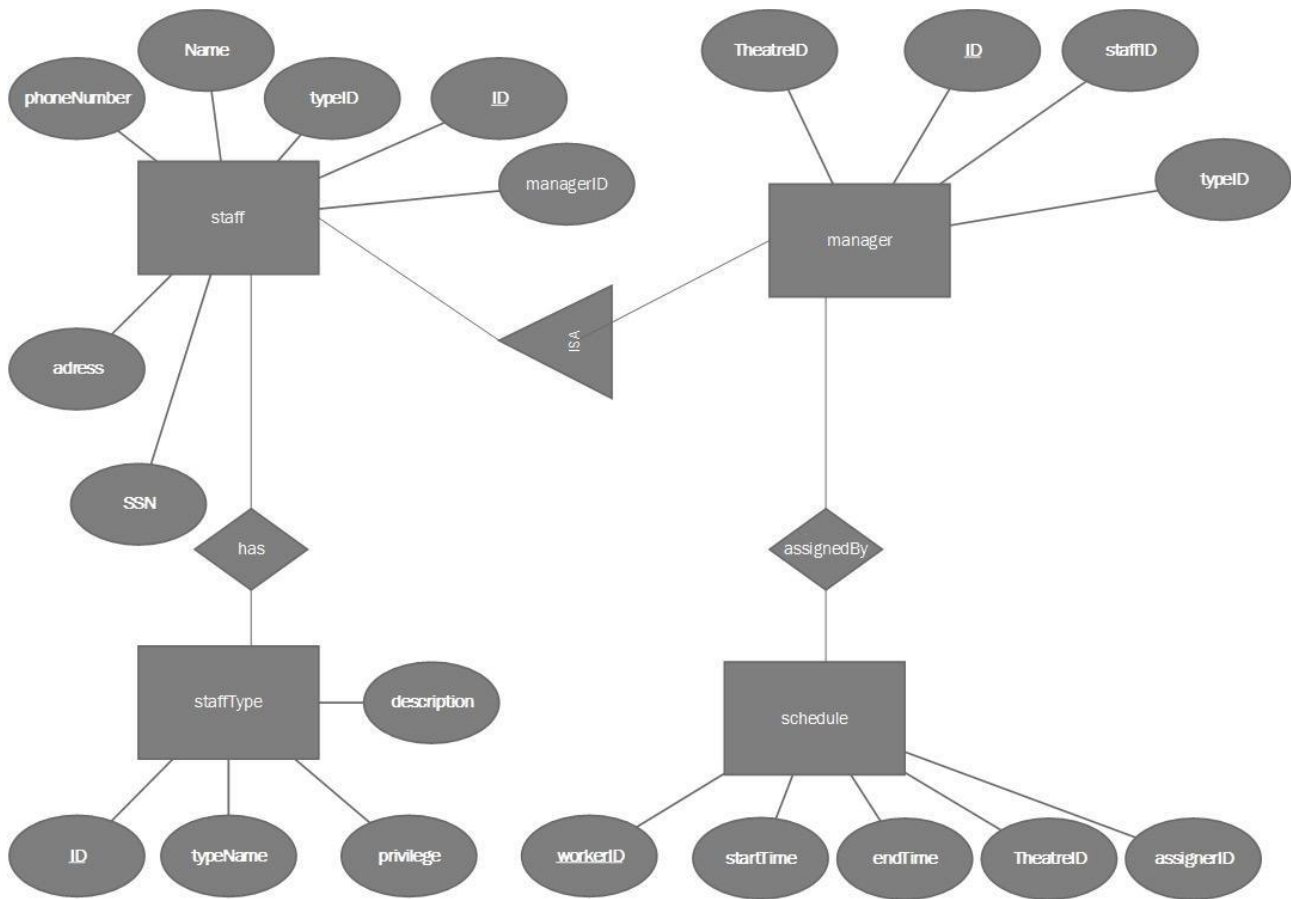 Name
TheatreID
ID
staffID
phoneNumber
typeID
ID
managerID
typeID
staff
manager
ISA
adress
SSN
has
assignedBy
staffType
description
schedule
ID
typeName
privilege
workerID
startTime
endTime
TheatreID
assignerID